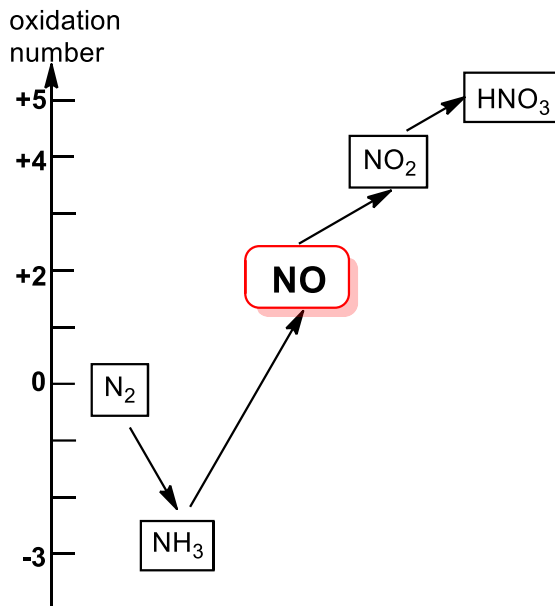 oxidation
number
+5
HNO₃
+4
NO₂
+2
NO
0
N₂
-3
NH₃